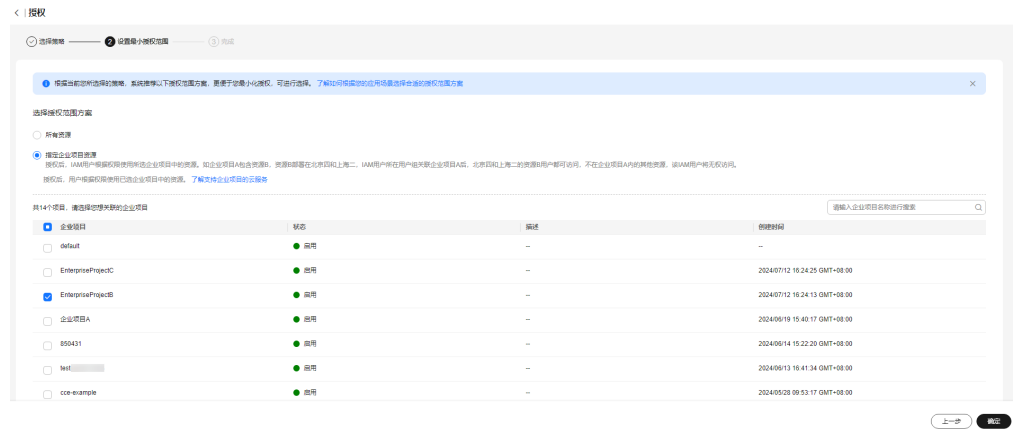 授权
选择策略 2 设置最小授权范围 3 完成
根据当前您所选择的策略，系统推荐以下授权范围方案，更便于您最小化授权，可进行选择。 了解如何根据您的应用场景选择合适的授权范围方案
选择授权范围方案
所有资源
指定企业项目资源
授权后，IAM用户根据权限使用所选企业项目中的资源。如企业项目A包含资源B，资源B部署在北京四和上海二，IAM用户所在用户组关联企业项目A后，北京四和上海二的资源B用户都可访问，不在企业项目A内的其他资源，该IAM用户将无权访问。
授权后，用户根据权限使用已选企业项目中的资源。 了解支持企业项目的云服务
共14个项目，请选择您想关联的企业项目 请输入企业项目名称进行搜索
企业项目 状态 描述 创建时间
default 启用 -- --
EnterpriseProjectC 启用 -- 2024/07/12 16:24:25 GMT+08:00
EnterpriseProjectB 启用 -- 2024/07/12 16:24:13 GMT+08:00
企业项目A 启用 -- 2024/06/19 15:40:17 GMT+08:00
850431 启用 -- 2024/06/14 15:22:20 GMT+08:00
test 启用 -- 2024/06/13 16:41:34 GMT+08:00
cce-example 启用 -- 2024/05/28 09:53:17 GMT+08:00
上一步 确定